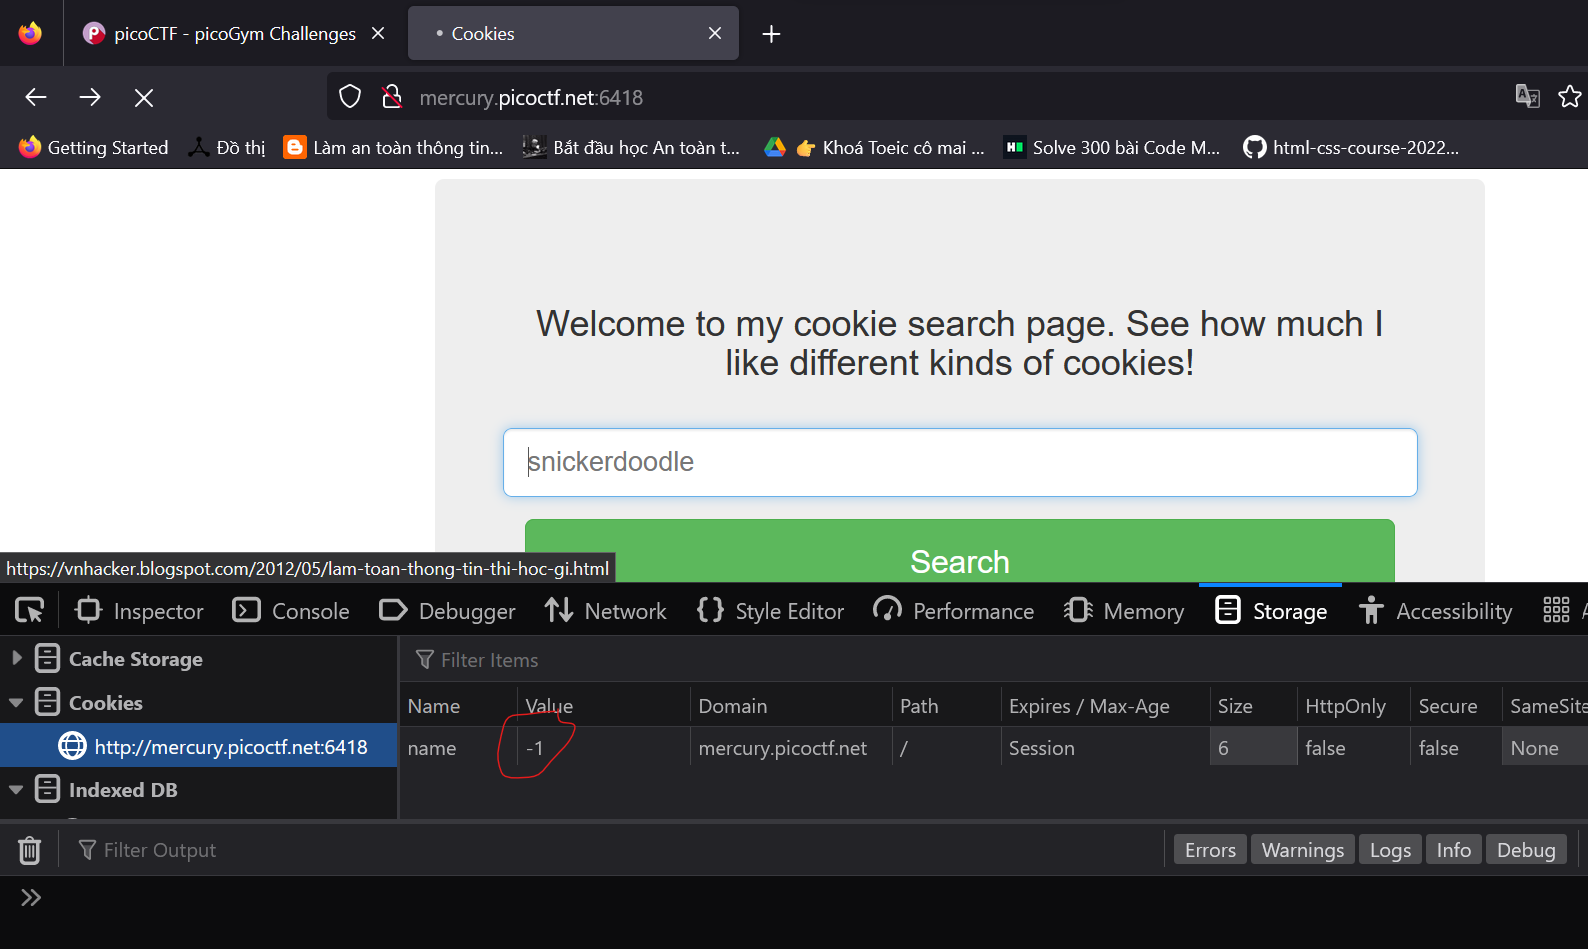 picoCTF - picoGym Challenges
Cookies
mercury.picoctf.net:6418
Getting Started
Đồ thị
Làm an toàn thông tin...
Bắt đầu học An toàn t...
Khoá Toeic cô mai ...
Solve 300 bài Code M...
html-css-course-2022...
Welcome to my cookie search page. See how much I
like different kinds of cookies!
snickerdoodle
Search
https://vnhacker.blogspot.com/2012/05/lam-toan-thong-tin-thi-hoc-gi.html
Inspector
Console
Debugger
Network
Style Editor
Performance
Memory
Storage
Accessibility
Cache Storage
Cookies
http://mercury.picoctf.net:6418
Indexed DB
Filter Items
Name Value Domain Path Expires / Max-Age Size HttpOnly Secure SameSite
name -1 mercury.picoctf.net / Session 6 false false None
Filter Output
Errors Warnings Logs Info Debug